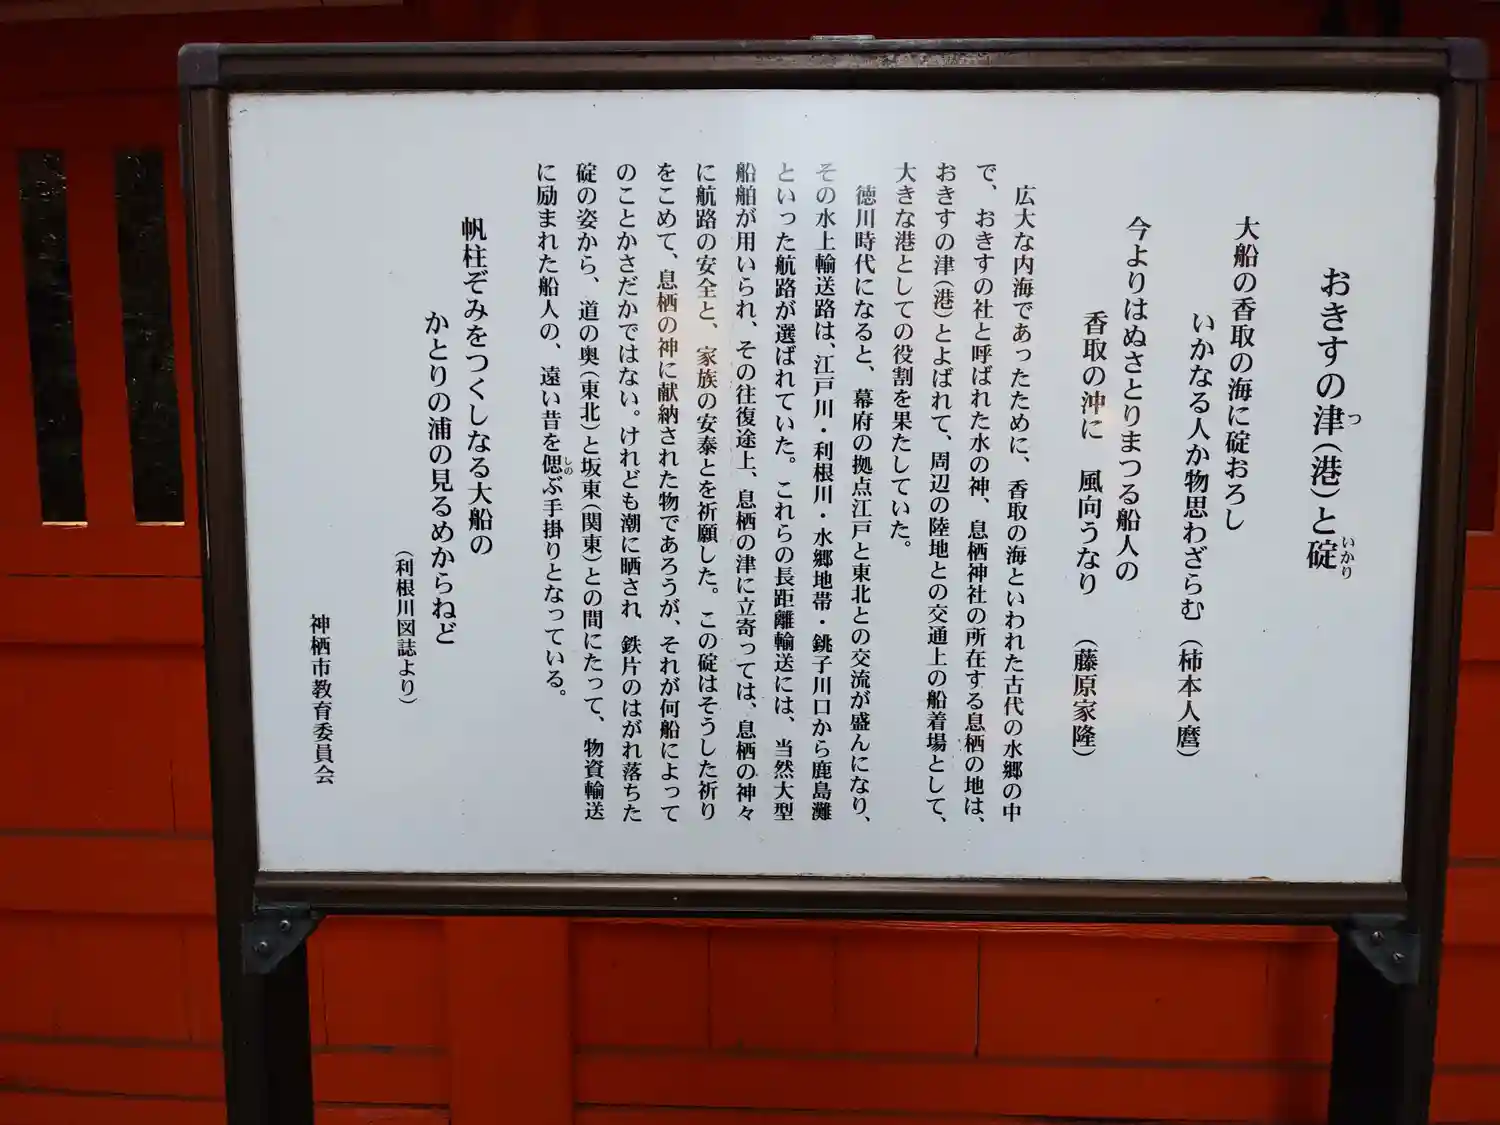 おきすの津(港)と碇
つ
いかり
大船の香取の海に碇おろし
いかなる人か物思わざらむ(柿本人麿)
今よりはぬさとりまつる船人の
香取の沖に　風向うなり　(藤原家隆)
広大な内海であったために、香取の海といわれた古代の水郷の中
で、おきすの社と呼ばれた水の神、息栖神社の所在する息栖の地は、
おきすの津(港)とよばれて、周辺の陸地との交通上の船着場として、
大きな港としての役割を果たしていた。
徳川時代になると、幕府の拠点江戸と東北との交流が盛んになり、
その水上輸送路は、江戸川・利根川・水郷地帯・銚子川口から鹿島灘
といった航路が選ばれていた。これらの長距離輸送には、当然大型
船舶が用いられ、その往復途上、息栖の津に立寄っては、息栖の神々
に航路の安全と、家族の安泰とを祈願した。この碇はそうした祈り
をこめて、息栖の神に献納された物であろうが、それが何船によって
のことかさだかではない。けれども潮に晒され、鉄片のはがれ落ちた
碇の姿から、道の奥(東北)と坂東(関東)との間にたって、物資輸送
に励まれた船人の、遠い昔を偲ぶ手掛りとなっている。
しの
帆柱ぞみをつくしなる大船の
かとりの浦の見るめからねど
(利根川図誌より)
神栖市教育委員会